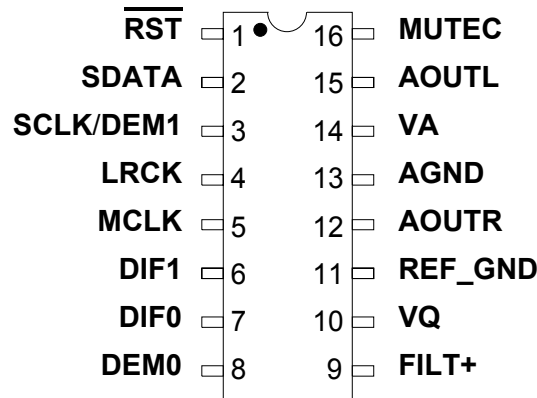 RST 1 16 MUTEC
SDATA 2 15 AOUTL
SCLK/DEM1 3 14 VA
LRCK 4 13 AGND
MCLK 5 12 AOUTR
DIF1 6 11 REF_GND
DIF0 7 10 VQ
DEM0 8 9 FILT+